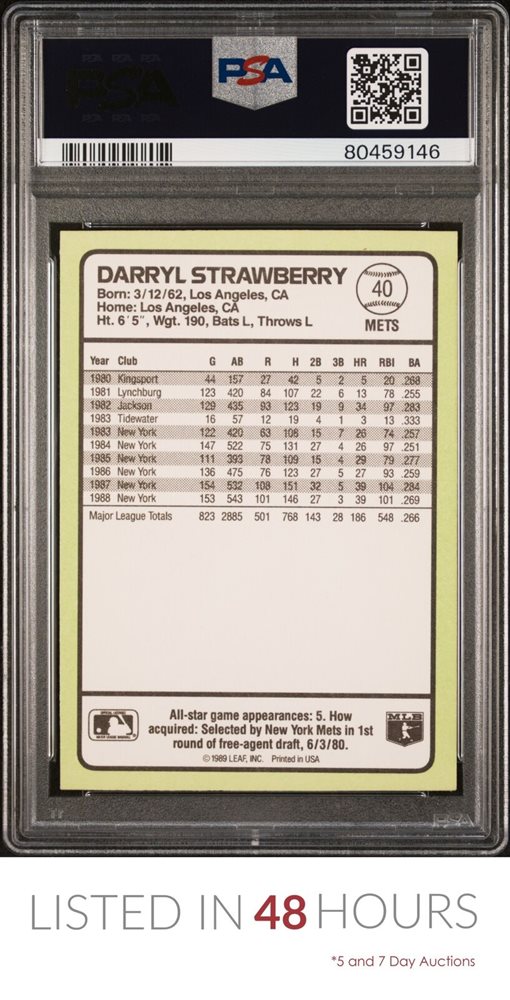 PSA
80459146
DARRYL STRAWBERRY
Born: 3/12/62, Los Angeles, CA
Home: Los Angeles, CA
Ht. 6'5", Wgt. 190, Bats L, Throws L
40
METS
Year Club G AB R H 2B 3B HR RBI BA
1980 Kingsport 44 157 27 42 5 2 5 20 .268
1981 Lynchburg 123 420 84 107 22 6 13 78 .255
1982 Jackson 129 435 93 123 19 9 34 97 .283
1983 Tidewater 16 57 12 19 4 1 3 13 .333
1983 New York 122 420 63 108 15 7 26 74 .257
1984 New York 147 522 75 131 27 4 26 97 .251
1985 New York 111 393 78 109 15 4 29 79 .277
1986 New York 136 475 76 123 27 5 27 93 .259
1987 New York 154 532 108 151 32 5 39 104 .284
1988 New York 153 543 101 146 27 3 39 101 .269
Major League Totals 823 2885 501 768 143 28 186 548 .266
All-star game appearances: 5. How
acquired: Selected by New York Mets in 1st
round of free-agent draft, 6/3/80.
© 1989 LEAF, INC. Printed in USA
MLB
PSA
LISTED IN 48 HOURS
*5 and 7 Day Auctions